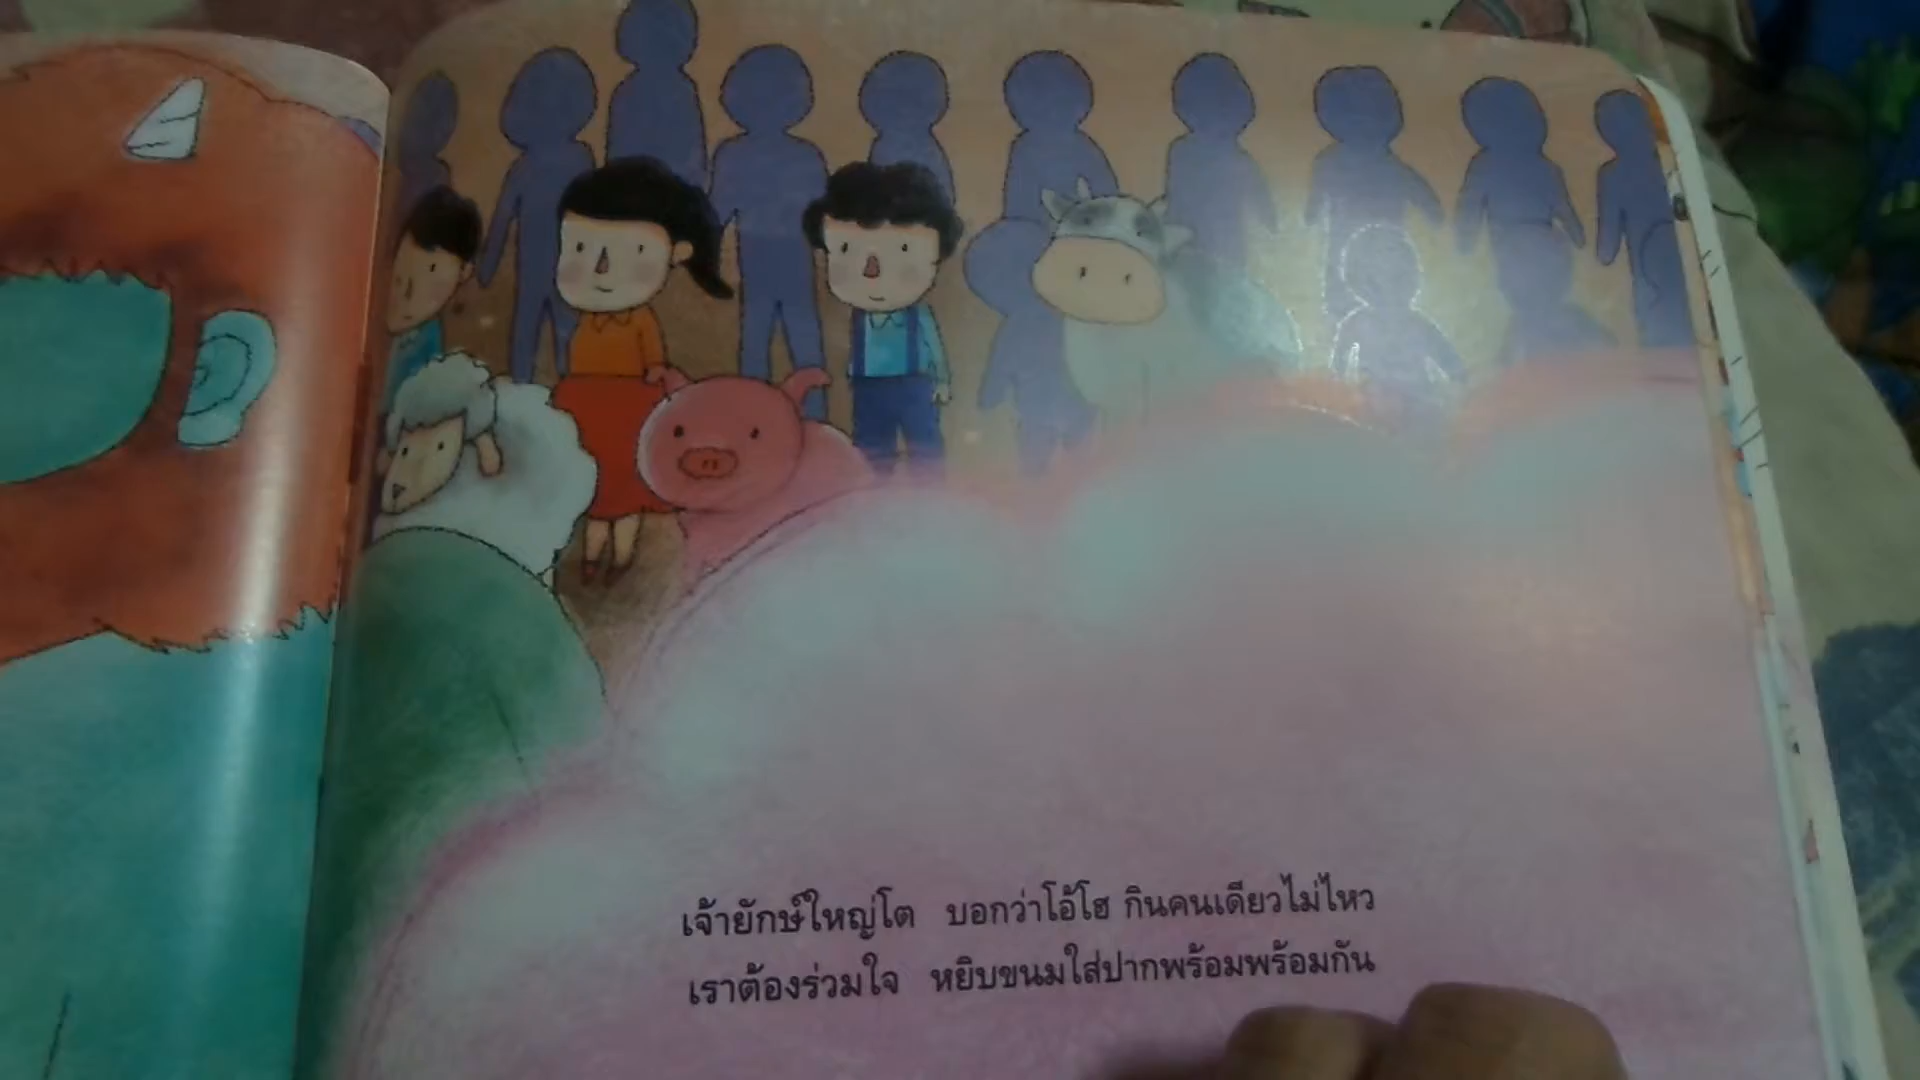 เจ้ายักษ์ใหญ่โต บอกว่าโอ้โฮ กินคนเดียวไม่ไหว
เราต้องร่วมใจ หยิบขนมใส่ปากพร้อมพร้อมกัน